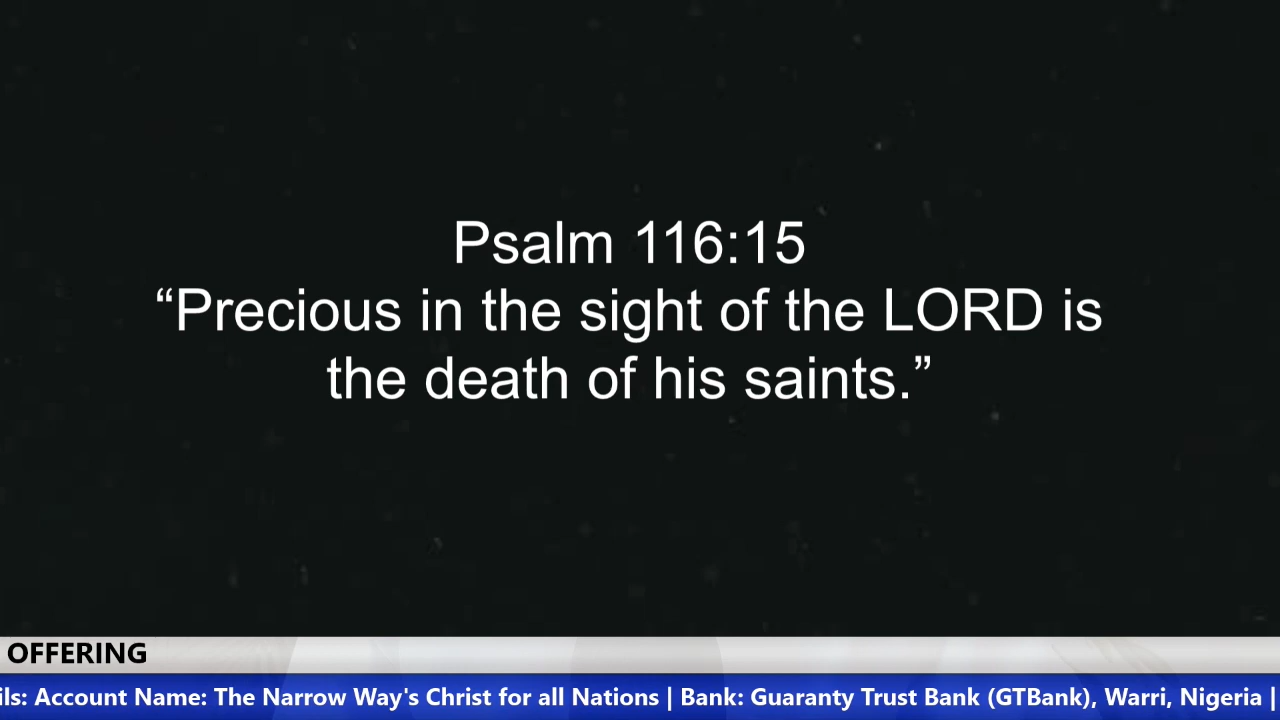 Psalm 116:15
“Precious in the sight of the LORD is
the death of his saints.”
OFFERING
Account Name: The Narrow Way's Christ for all Nations | Bank: Guaranty Trust Bank (GTBank), Warri, Nigeria |